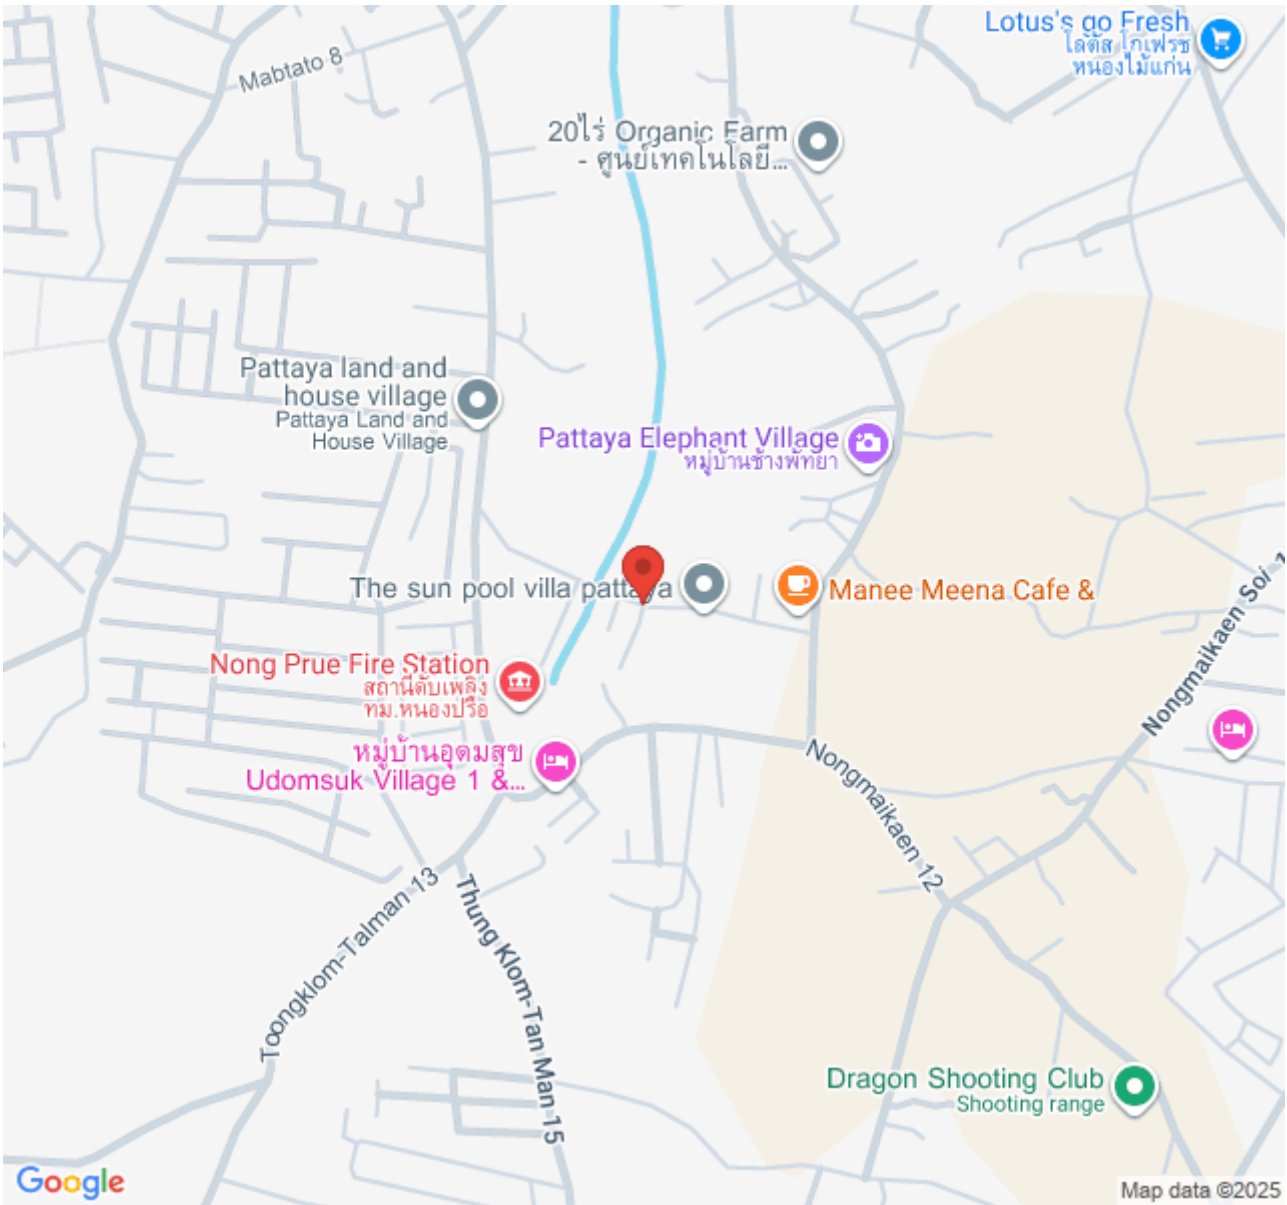 Lotus's go Fresh
โลตัส โกเฟรช
หนองไม้แก่น
Mabtato 8
20ไร่ Organic Farm
- ศูนย์เทคโนโลยี...
Pattaya land and
house village
Pattaya Land and
House Village
Pattaya Elephant Village
หมู่บ้านช้างพัทยา
The sun pool villa pattaya
Manee Meena Cafe &
Nongmaikaen Soi 1
Nong Prue Fire Station
สถานีดับเพลิง
ทม.หนองปรือ
หมู่บ้านอุดมสุข
Udomsuk Village 1 &...
Nongmaikaen 12
Toongklom-Talman 13
Thung Klom-Tan Man 15
Dragon Shooting Club
Shooting range
Google
Map data ©2025